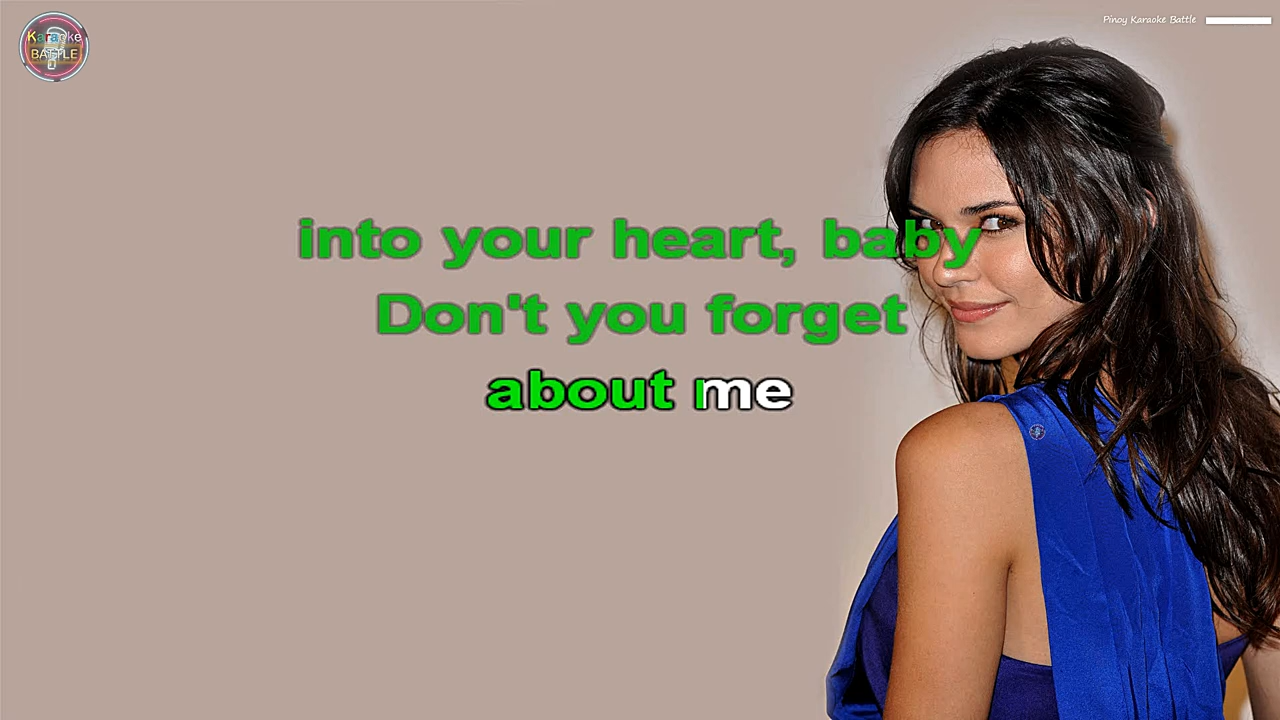 Karaoke
BATTLE
Pinoy Karaoke Battle
into your heart, baby
Don't you forget
about me